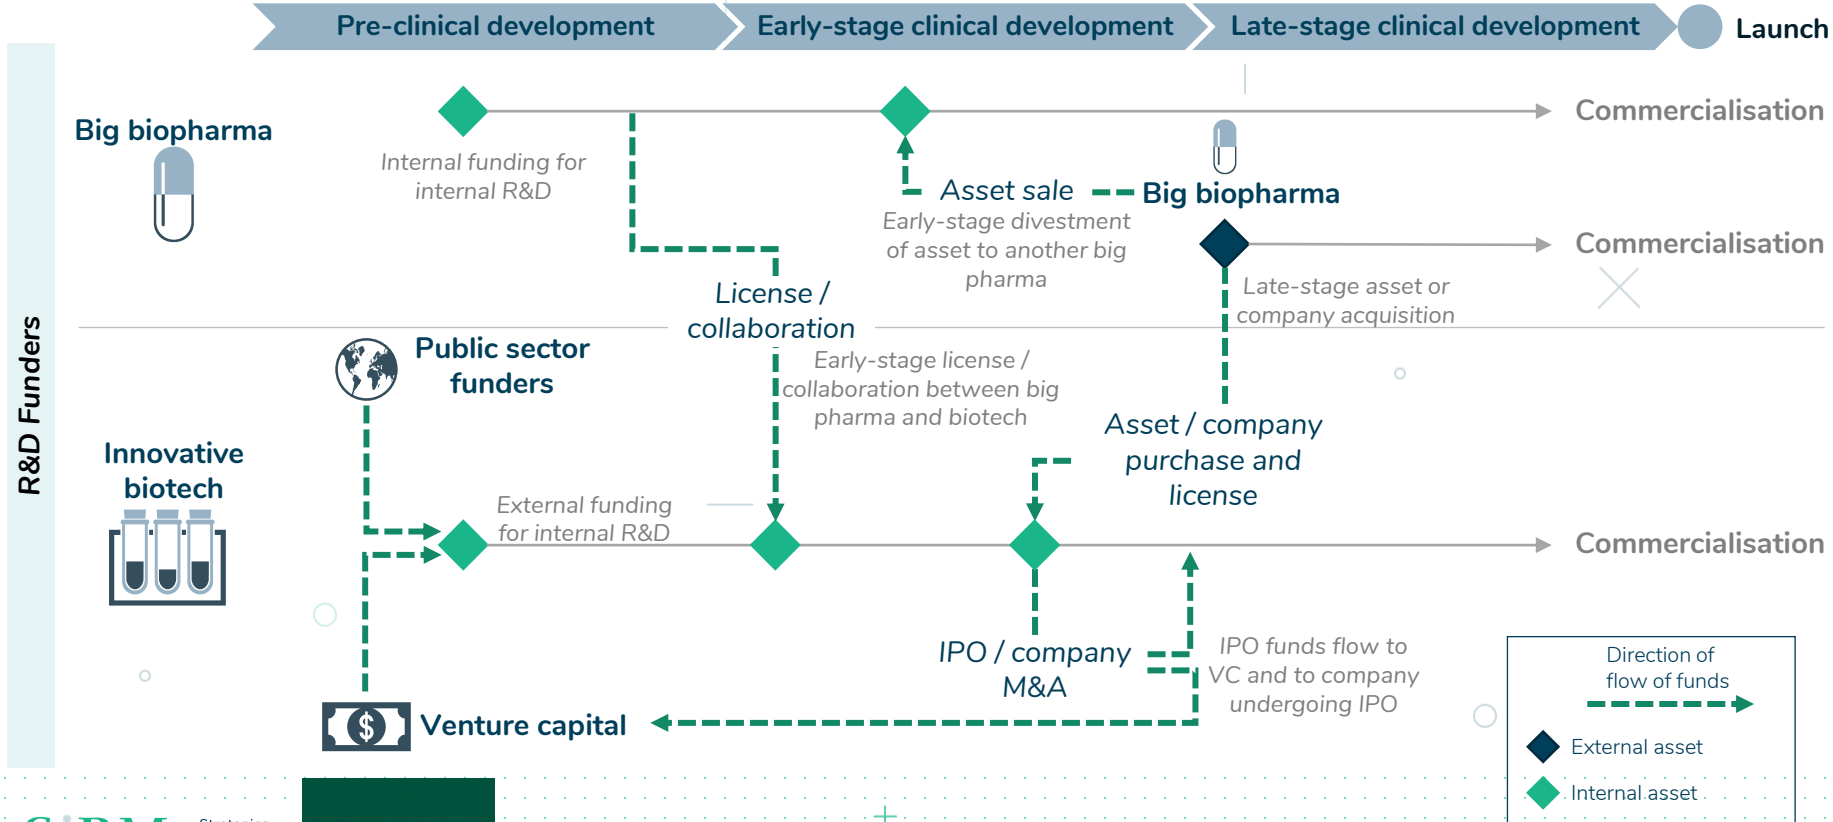 Pre-clinical development
Early-stage clinical development
Late-stage clinical development
Launch
R&D Funders
Big biopharma
Internal funding for
internal R&D
Commercialisation
Asset sale
Early-stage divestment
of asset to another big
pharma
Big biopharma
Commercialisation
Late-stage asset or
company acquisition
License /
collaboration
Early-stage license /
collaboration between big
pharma and biotech
Public sector
funders
Innovative
biotech
External funding
for internal R&D
Asset / company
purchase and
license
Commercialisation
IPO / company
M&A
IPO funds flow to
VC and to company
undergoing IPO
$
Venture capital
Direction of
flow of funds
External asset
Internal asset